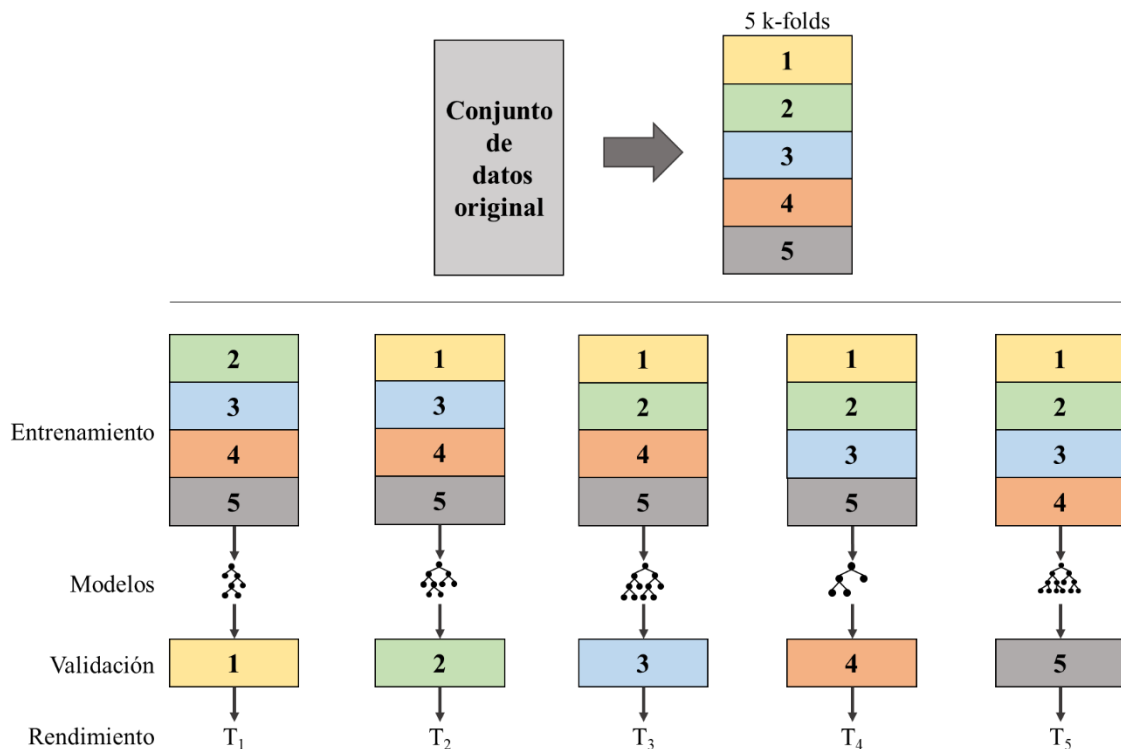 5 k-folds
Conjunto
de
datos
original
1
2
3
4
5
Entrenamiento
2 1 1 1 1
3 3 2 2 2
4 4 4 3 3
5 5 5 5 4
Modelos
Validación 1 2 3 4 5
Rendimiento T₁ T₂ T₃ T₄ T₅